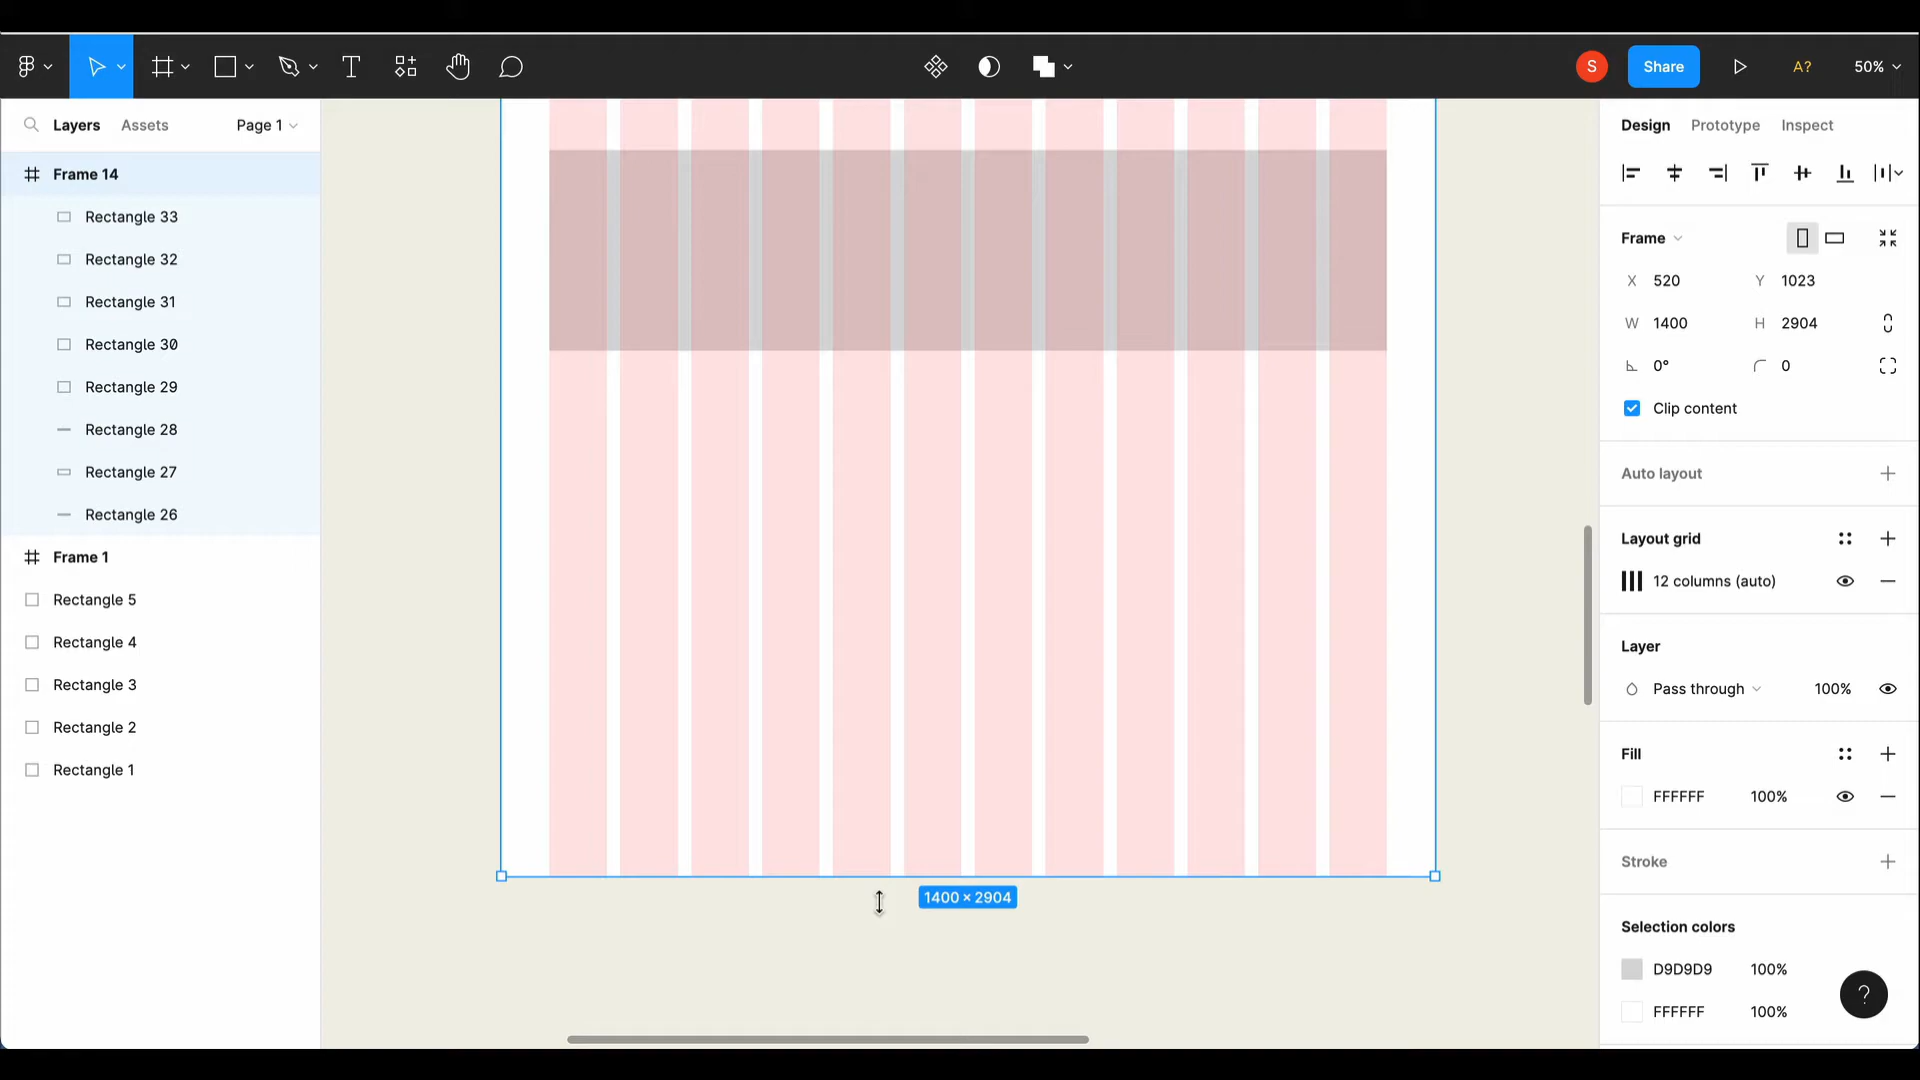 S
Share
A?
50%
Layers
Assets
Page 1
Frame 14
Rectangle 33
Rectangle 32
Rectangle 31
Rectangle 30
Rectangle 29
Rectangle 28
Rectangle 27
Rectangle 26
Frame 1
Rectangle 5
Rectangle 4
Rectangle 3
Rectangle 2
Rectangle 1
1400 × 2904
Design
Prototype
Inspect
Frame
X 520
Y 1023
W 1400
H 2904
0°
0
Clip content
Auto layout
Layout grid
12 columns (auto)
Layer
Pass through
100%
Fill
FFFFFF
100%
Stroke
Selection colors
D9D9D9
100%
FFFFFF
100%
?